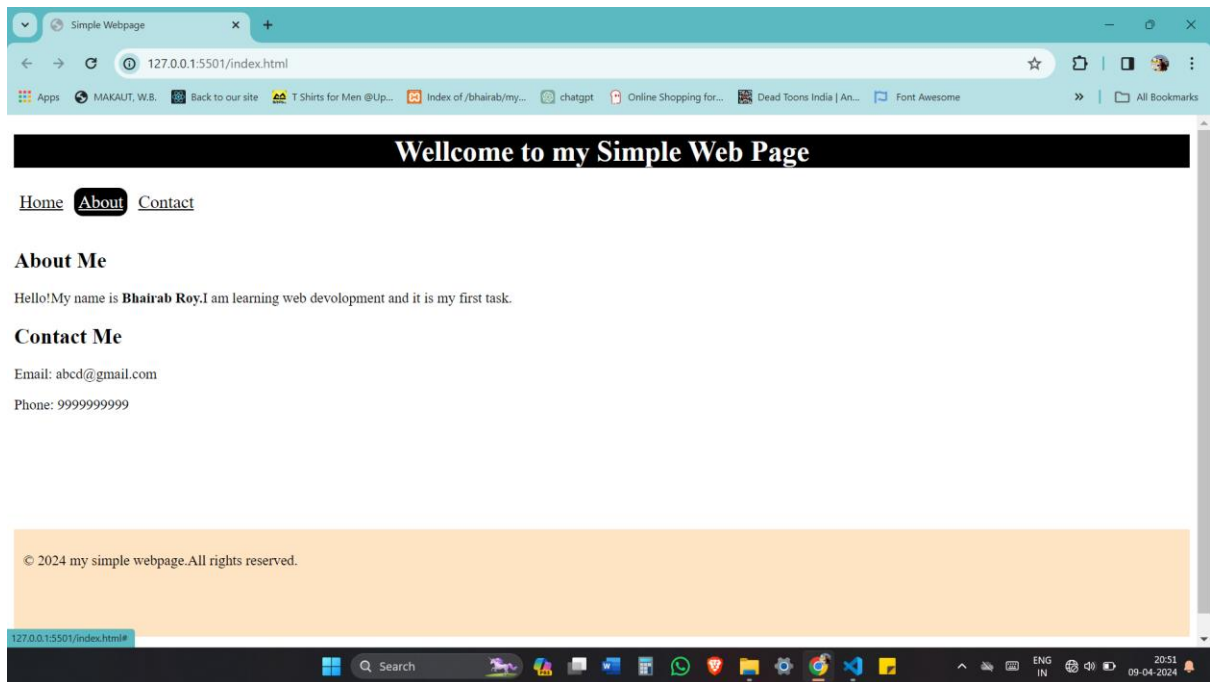 Simple Webpage
127.0.0.1:5501/index.html
Apps MAKAUT, W.B. Back to our site T Shirts for Men @Up... Index of /bhairab/my... chatgpt Online Shopping for... Dead Toons India | An... Font Awesome » All Bookmarks
Wellcome to my Simple Web Page
Home About Contact
About Me
Hello!My name is Bhairab Roy.I am learning web devolopment and it is my first task.
Contact Me
Email: abcd@gmail.com
Phone: 9999999999
© 2024 my simple webpage.All rights reserved.
127.0.0.1:5501/index.html#
Search
ENG
IN
20:51
09-04-2024